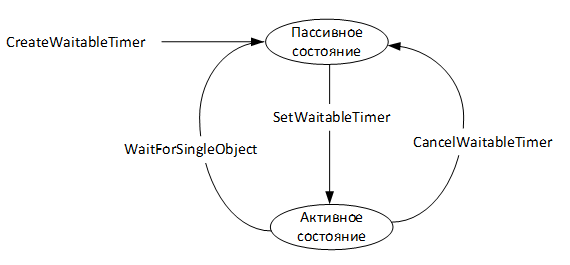 Пассивное
состояние
CreateWaitableTimer
SetWaitableTimer
WaitForSingleObject
CancelWaitableTimer
Активное
состояние